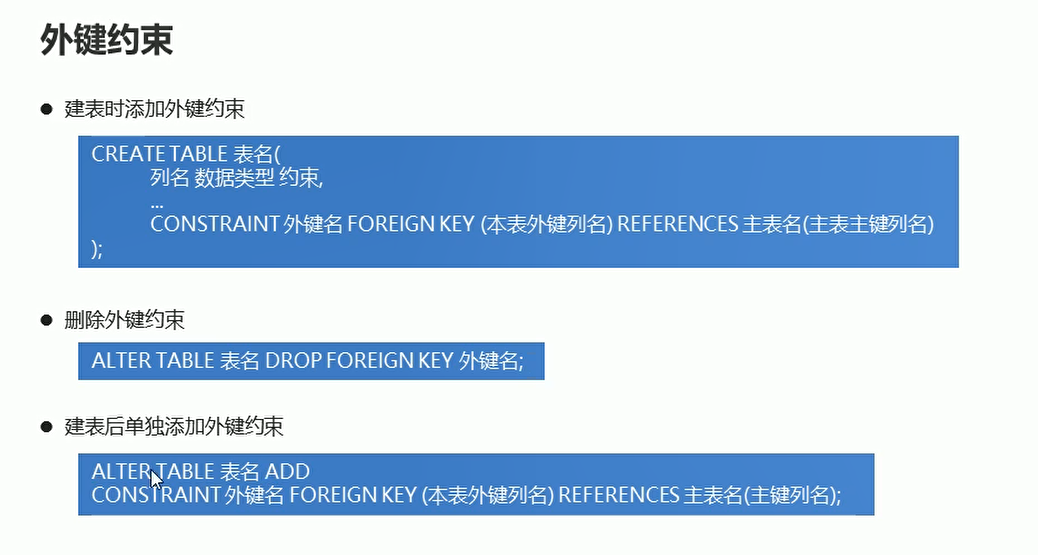 外键约束
● 建表时添加外键约束
CREATE TABLE 表名(
列名 数据类型 约束,
...
CONSTRAINT 外键名 FOREIGN KEY (本表外键列名) REFERENCES 主表名(主表主键列名)
);
● 删除外键约束
ALTER TABLE 表名 DROP FOREIGN KEY 外键名;
● 建表后单独添加外键约束
ALTER TABLE 表名 ADD
CONSTRAINT 外键名 FOREIGN KEY (本表外键列名) REFERENCES 主表名(主键列名);